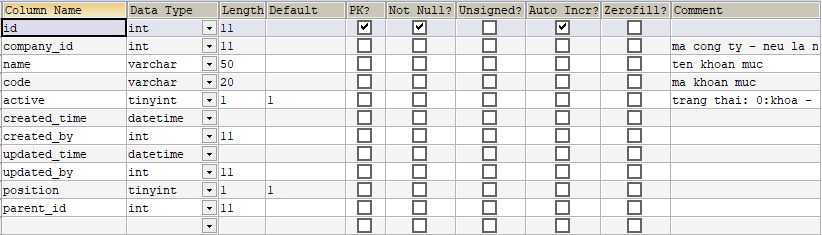 Column Name Data Type Length Default PK? Not Null? Unsigned? Auto Incr? Zerofill? Comment
id int 11
company_id int 11 ma cong ty - neu la n
name varchar 50 ten khoan muc
code varchar 20 ma khoan muc
active tinyint 1 1 trang thai: 0:khoa -
created_time datetime
created_by int 11
updated_time datetime
updated_by int 11
position tinyint 1 1
parent_id int 11